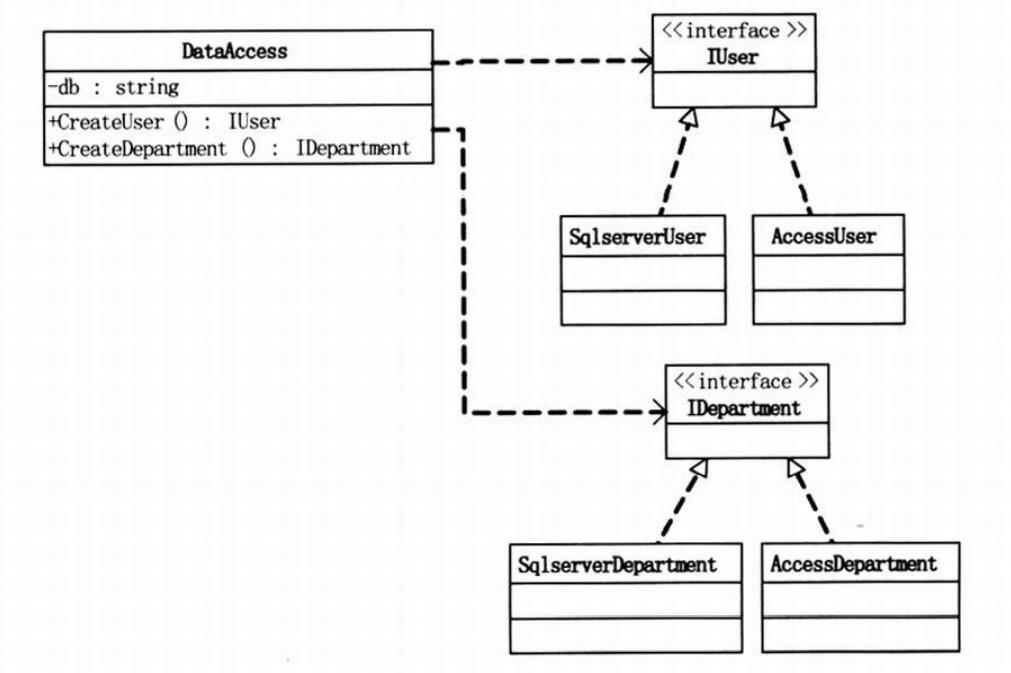 DataAccess
-db : string
+CreateUser () : IUser
+CreateDepartment () : IDepartment
<<interface >>
IUser
SqlserverUser
AccessUser
<<interface >>
IDepartment
SqlserverDepartment
AccessDepartment